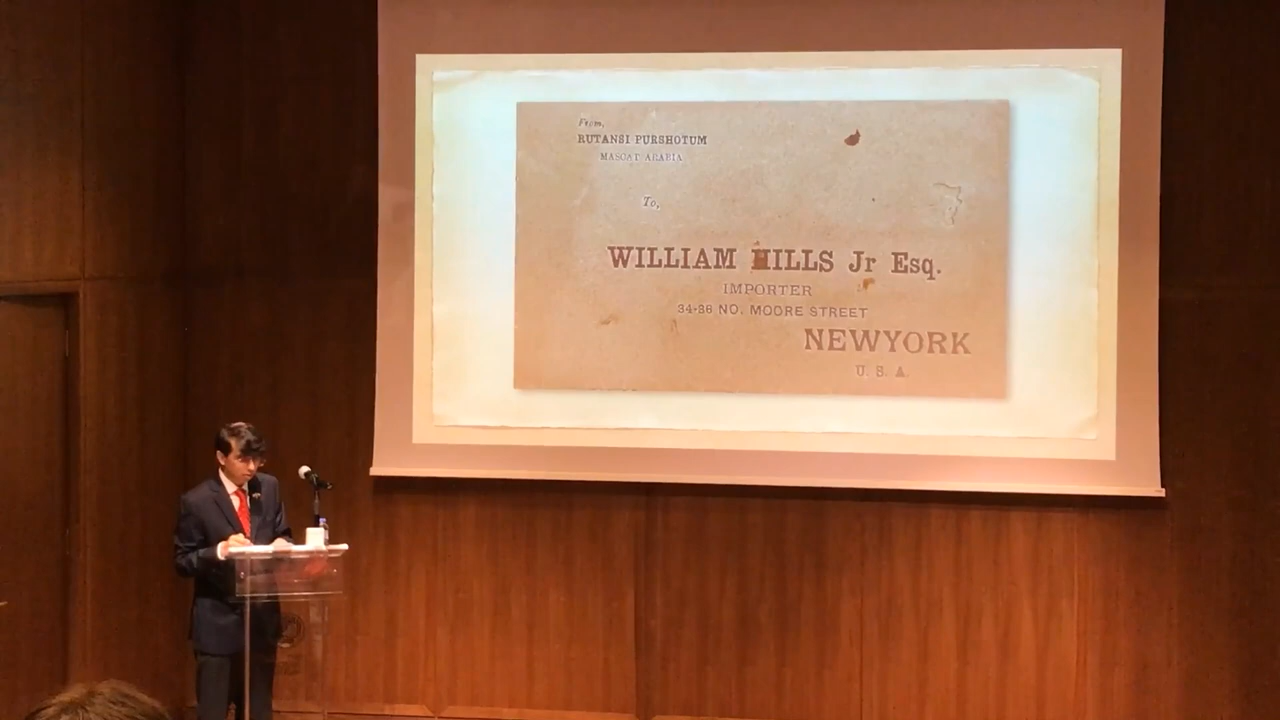 From,
RUTANSI PURSHOTUM
MASCAT ARABIA
To,
WILLIAM HILLS Jr Esq.
IMPORTER
34-36 NO. MOORE STREET
NEWYORK
U. S. A.